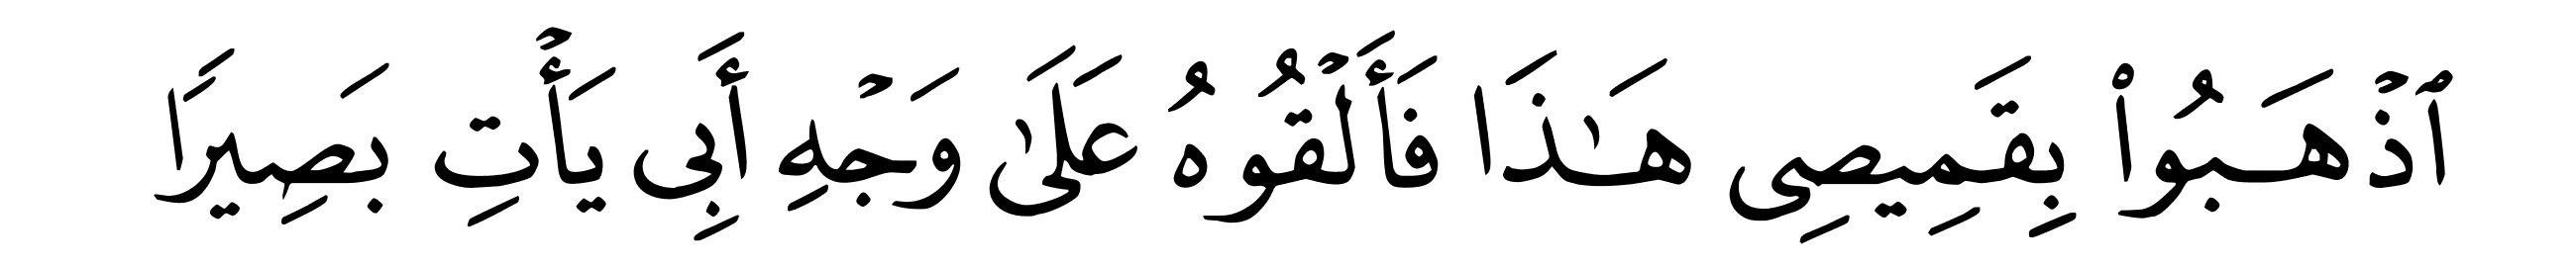 ٱذْهَبُوا۟ بِقَمِيصِى هَـٰذَا فَأَلْقُوهُ عَلَىٰ وَجْهِ أَبِى يَأْتِ بَصِيرًا